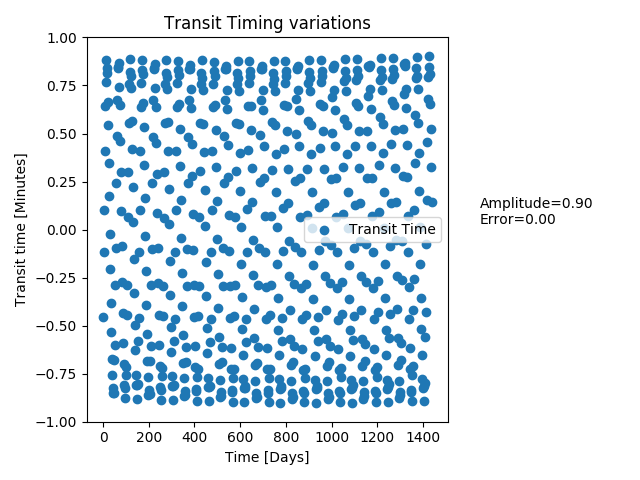 Transit Timing variations
Transit time [Minutes]
1.00
0.75
0.50
0.25
0.00
−0.25
−0.50
−0.75
−1.00
Transit Time
Amplitude=0.90
Error=0.00
0 200 400 600 800 1000 1200 1400
Time [Days]